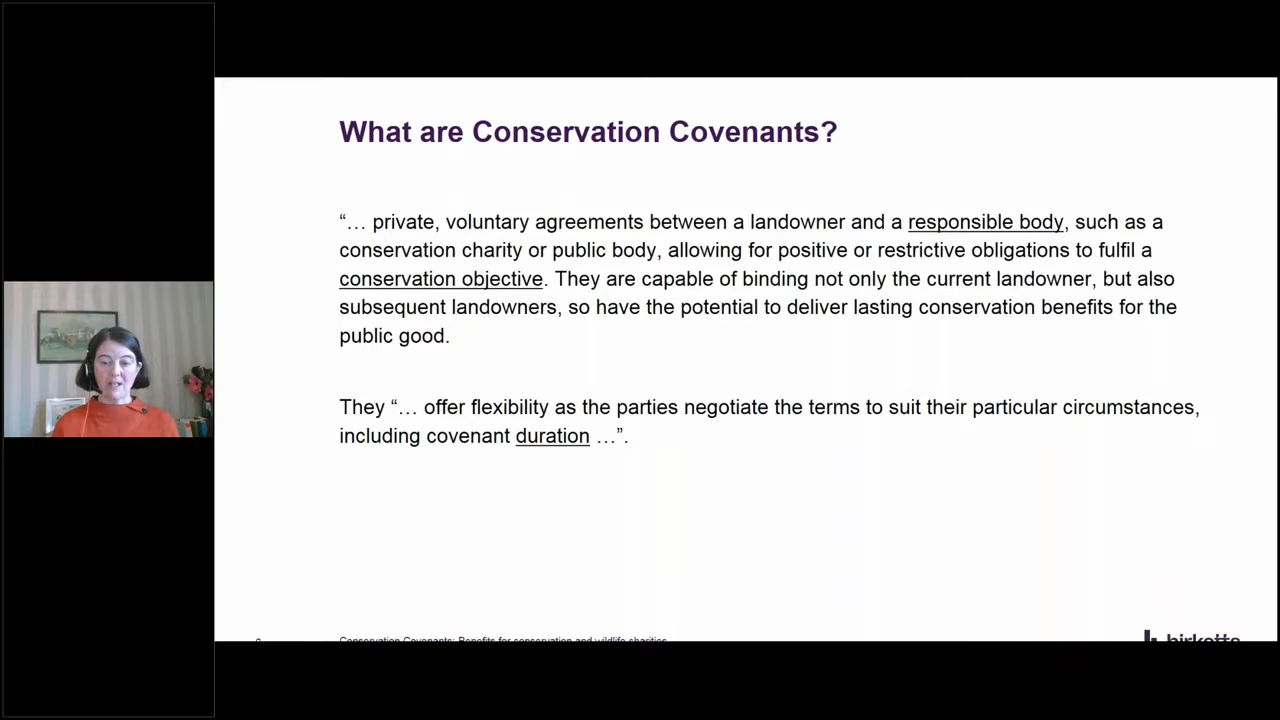 What are Conservation Covenants?
“… private, voluntary agreements between a landowner and a responsible body, such as a
conservation charity or public body, allowing for positive or restrictive obligations to fulfil a
conservation objective. They are capable of binding not only the current landowner, but also
subsequent landowners, so have the potential to deliver lasting conservation benefits for the
public good.
They “… offer flexibility as the parties negotiate the terms to suit their particular circumstances,
including covenant duration …”.
Conservation Covenants: Benefits for conservation and wildlife charities
birketts